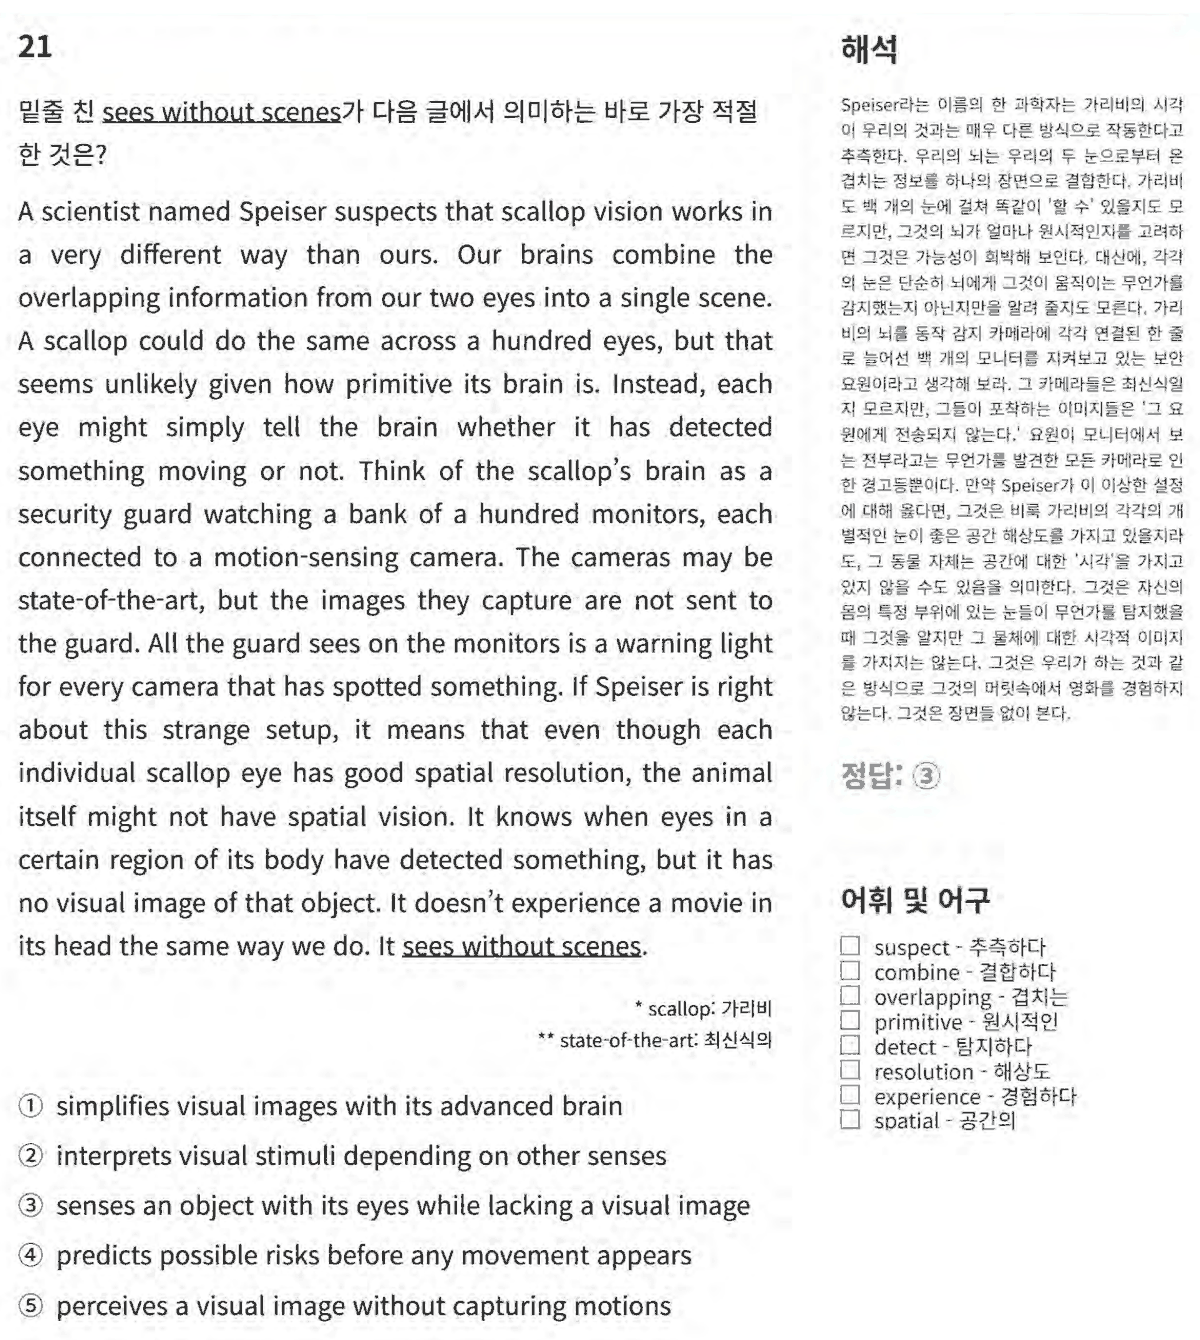 21
밑줄 친 sees without scenes가 다음 글에서 의미하는 바로 가장 적절
한 것은?
A scientist named Speiser suspects that scallop vision works in
a very different way than ours. Our brains combine the
overlapping information from our two eyes into a single scene.
A scallop could do the same across a hundred eyes, but that
seems unlikely given how primitive its brain is. Instead, each
eye might simply tell the brain whether it has detected
something moving or not. Think of the scallop's brain as a
security guard watching a bank of a hundred monitors, each
connected to a motion-sensing camera. The cameras may be
state-of-the-art, but the images they capture are not sent to
the guard. All the guard sees on the monitors is a warning light
for every camera that has spotted something. If Speiser is right
about this strange setup, it means that even though each
individual scallop eye has good spatial resolution, the animal
itself might not have spatial vision. It knows when eyes in a
certain region of its body have detected something, but it has
no visual image of that object. It doesn't experience a movie in
its head the same way we do. It sees without scenes.
* scallop: 가리비
** state-of-the-art: 최신식의
① simplifies visual images with its advanced brain
② interprets visual stimuli depending on other senses
③ senses an object with its eyes while lacking a visual image
④ predicts possible risks before any movement appears
⑤ perceives a visual image without capturing motions
해석
Speiser라는 이름의 한 과학자는 가리비의 시각
이 우리의 것과는 매우 다른 방식으로 작동한다고
추측한다. 우리의 뇌는 우리의 두 눈으로부터 온
겹치는 정보를 하나의 장면으로 결합한다. 가리비
도 백 개의 눈에 걸쳐 똑같이 '할 수' 있을지도 모
르지만, 그것의 뇌가 얼마나 원시적인지를 고려하
면 그것은 가능성이 희박해 보인다. 대신에, 각각
의 눈은 단순히 뇌에게 그것이 움직이는 무언가를
감지했는지 아닌지만을 알려 줄지도 모른다. 가리
비의 뇌를 동작 감지 카메라에 각각 연결된 한 줄
로 늘어선 백 개의 모니터를 지켜보고 있는 보안
요원이라고 생각해 보라. 그 카메라들은 최신식일
지 모르지만, 그들이 포착하는 이미지들은 '그 요
원에게 전송되지 않는다.' 요원이 모니터에서 보
는 전부라고는 무언가를 발견한 모든 카메라로 인
한 경고등뿐이다. 만약 Speiser가 이 이상한 설정
에 대해 옳다면, 그것은 비록 가리비의 각각의 개
별적인 눈이 좋은 공간 해상도를 가지고 있을지라
도, 그 동물 자체는 공간에 대한 '시각'을 가지고
있지 않을 수도 있음을 의미한다. 그것은 자신의
몸의 특정 부위에 있는 눈들이 무언가를 탐지했을
때 그것을 알지만 그 물체에 대한 시각적 이미지
를 가지지는 않는다. 그것은 우리가 하는 것과 같
은 방식으로 그것의 머릿속에서 영화를 경험하지
않는다. 그것은 장면들 없이 본다.
정답: ③
어휘 및 어구
□ suspect - 추측하다
□ combine - 결합하다
□ overlapping - 겹치는
□ primitive - 원시적인
□ detect - 탐지하다
□ resolution - 해상도
□ experience - 경험하다
□ spatial - 공간의